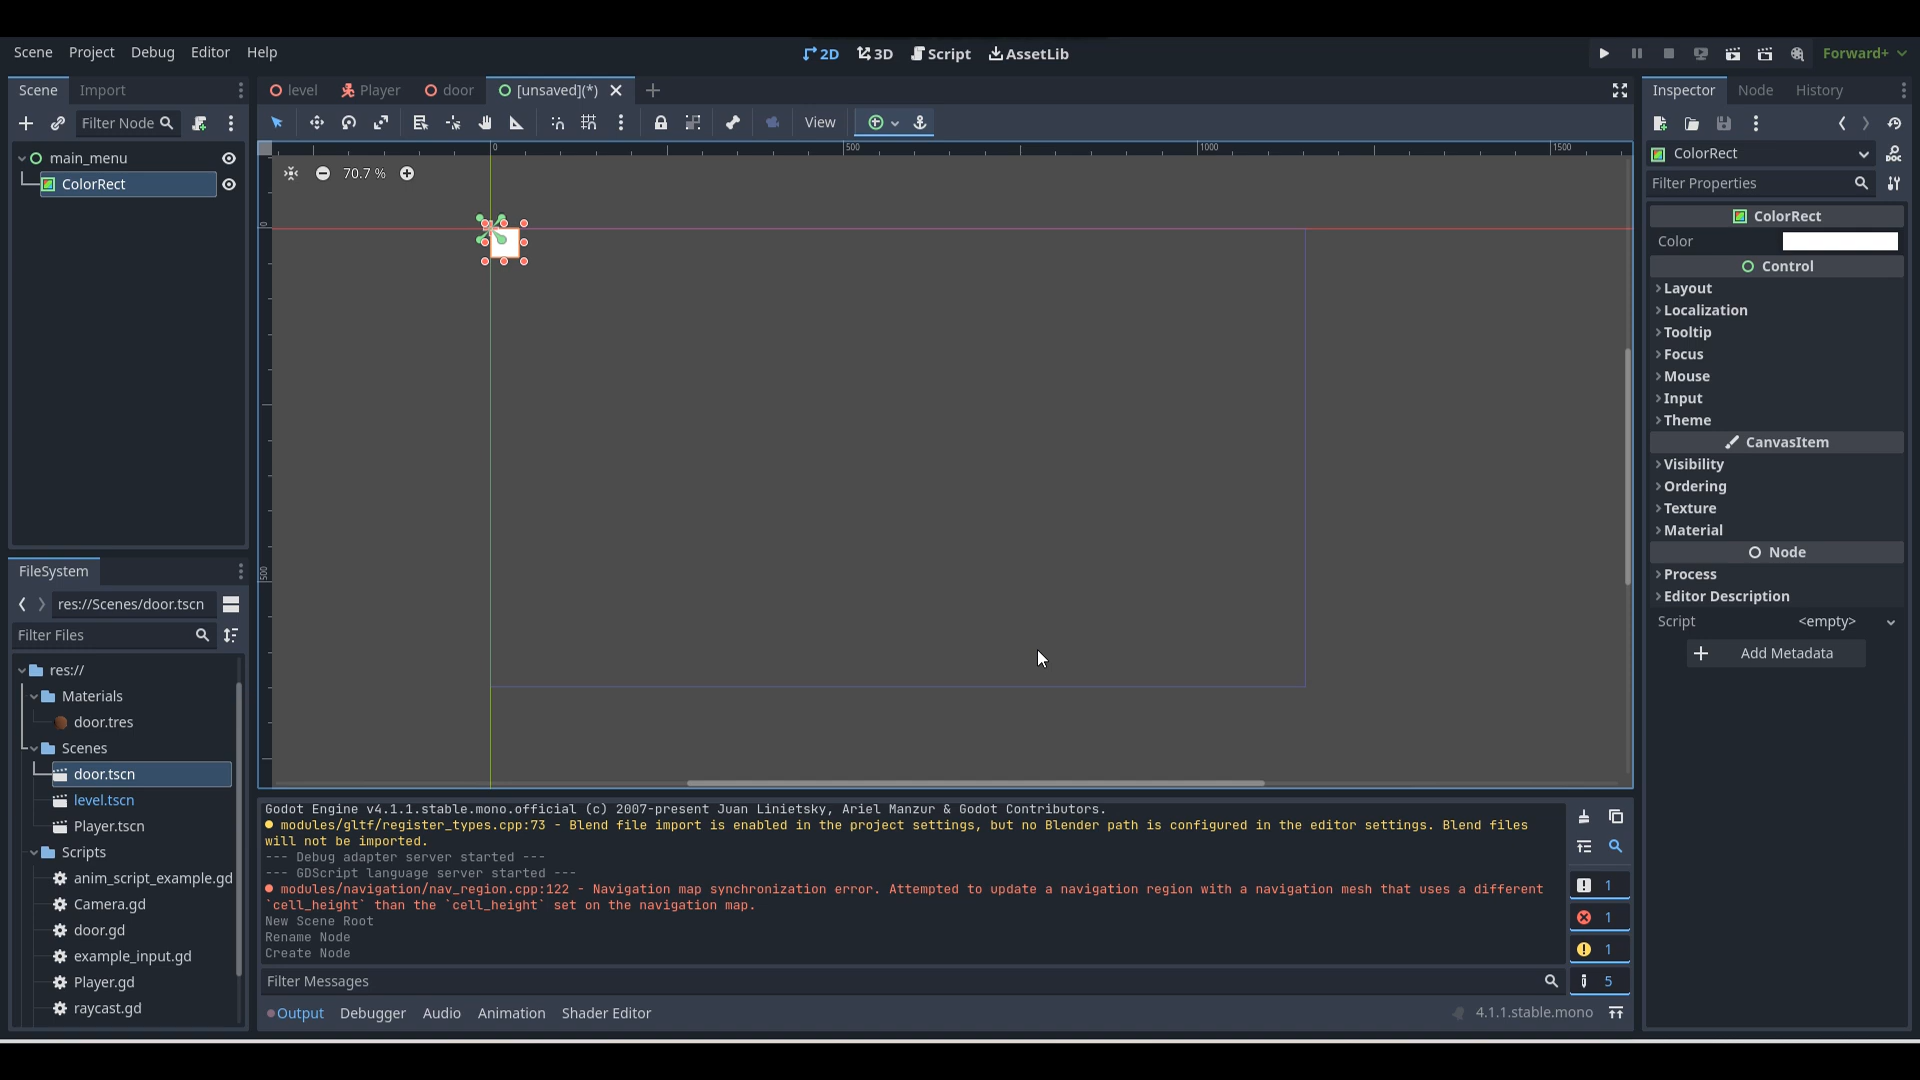 Scene Project Debug Editor Help
2D 3D Script AssetLib
Forward+
Scene Import
level Player door [unsaved](*)
Inspector Node History
Filter Node
View
main_menu
ColorRect
0 500 1000 1500
0
500
70.7 %
ColorRect
Filter Properties
ColorRect
Color
Control
Layout
Localization
Tooltip
Focus
Mouse
Input
Theme
CanvasItem
Visibility
Ordering
Texture
Material
Node
Process
Editor Description
Script <empty>
Add Metadata
FileSystem
res://Scenes/door.tscn
Filter Files
res://
Materials
door.tres
Scenes
door.tscn
level.tscn
Player.tscn
Scripts
anim_script_example.gd
Camera.gd
door.gd
example_input.gd
Player.gd
raycast.gd
Godot Engine v4.1.1.stable.mono.official (c) 2007-present Juan Linietsky, Ariel Manzur & Godot Contributors.
modules/gltf/register_types.cpp:73 - Blend file import is enabled in the project settings, but no Blender path is configured in the editor settings. Blend files
will not be imported.
--- Debug adapter server started ---
--- GDScript language server started ---
modules/navigation/nav_region.cpp:122 - Navigation map synchronization error. Attempted to update a navigation region with a navigation mesh that uses a different
`cell_height` than the `cell_height` set on the navigation map.
New Scene Root
Rename Node
Create Node
1
1
1
5
Filter Messages
Output Debugger Audio Animation Shader Editor
4.1.1.stable.mono